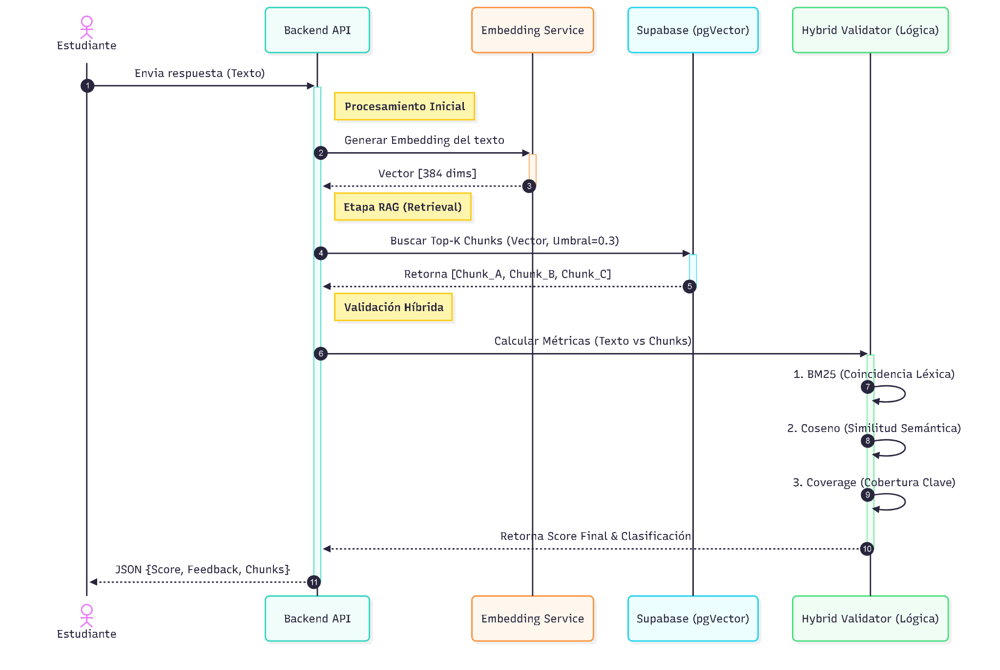 Estudiante
Backend API
Embedding Service
Supabase (pgVector)
Hybrid Validator (Lógica)
Envia respuesta (Texto)
1
Procesamiento Inicial
Generar Embedding del texto
2
Vector [384 dims]
3
Etapa RAG (Retrieval)
Buscar Top-K Chunks (Vector, Umbral=0.3)
4
Retorna [Chunk_A, Chunk_B, Chunk_C]
5
Validación Híbrida
Calcular Métricas (Texto vs Chunks)
6
1. BM25 (Coincidencia Léxica)
7
2. Coseno (Similitud Semántica)
8
3. Coverage (Cobertura Clave)
9
Retorna Score Final & Clasificación
10
JSON {Score, Feedback, Chunks}
11
Estudiante
Backend API
Embedding Service
Supabase (pgVector)
Hybrid Validator (Lógica)